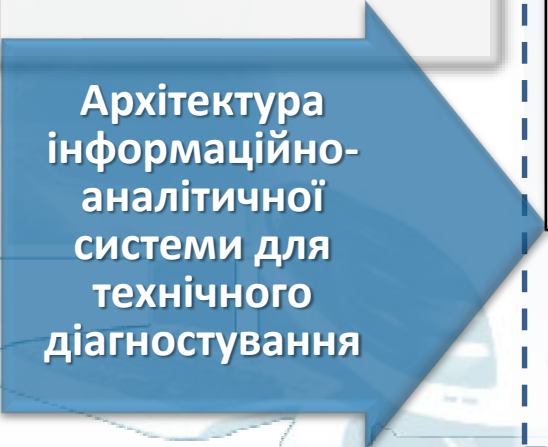 Архітектура
інформаційно-
аналітичної
системи для
технічного
діагностування